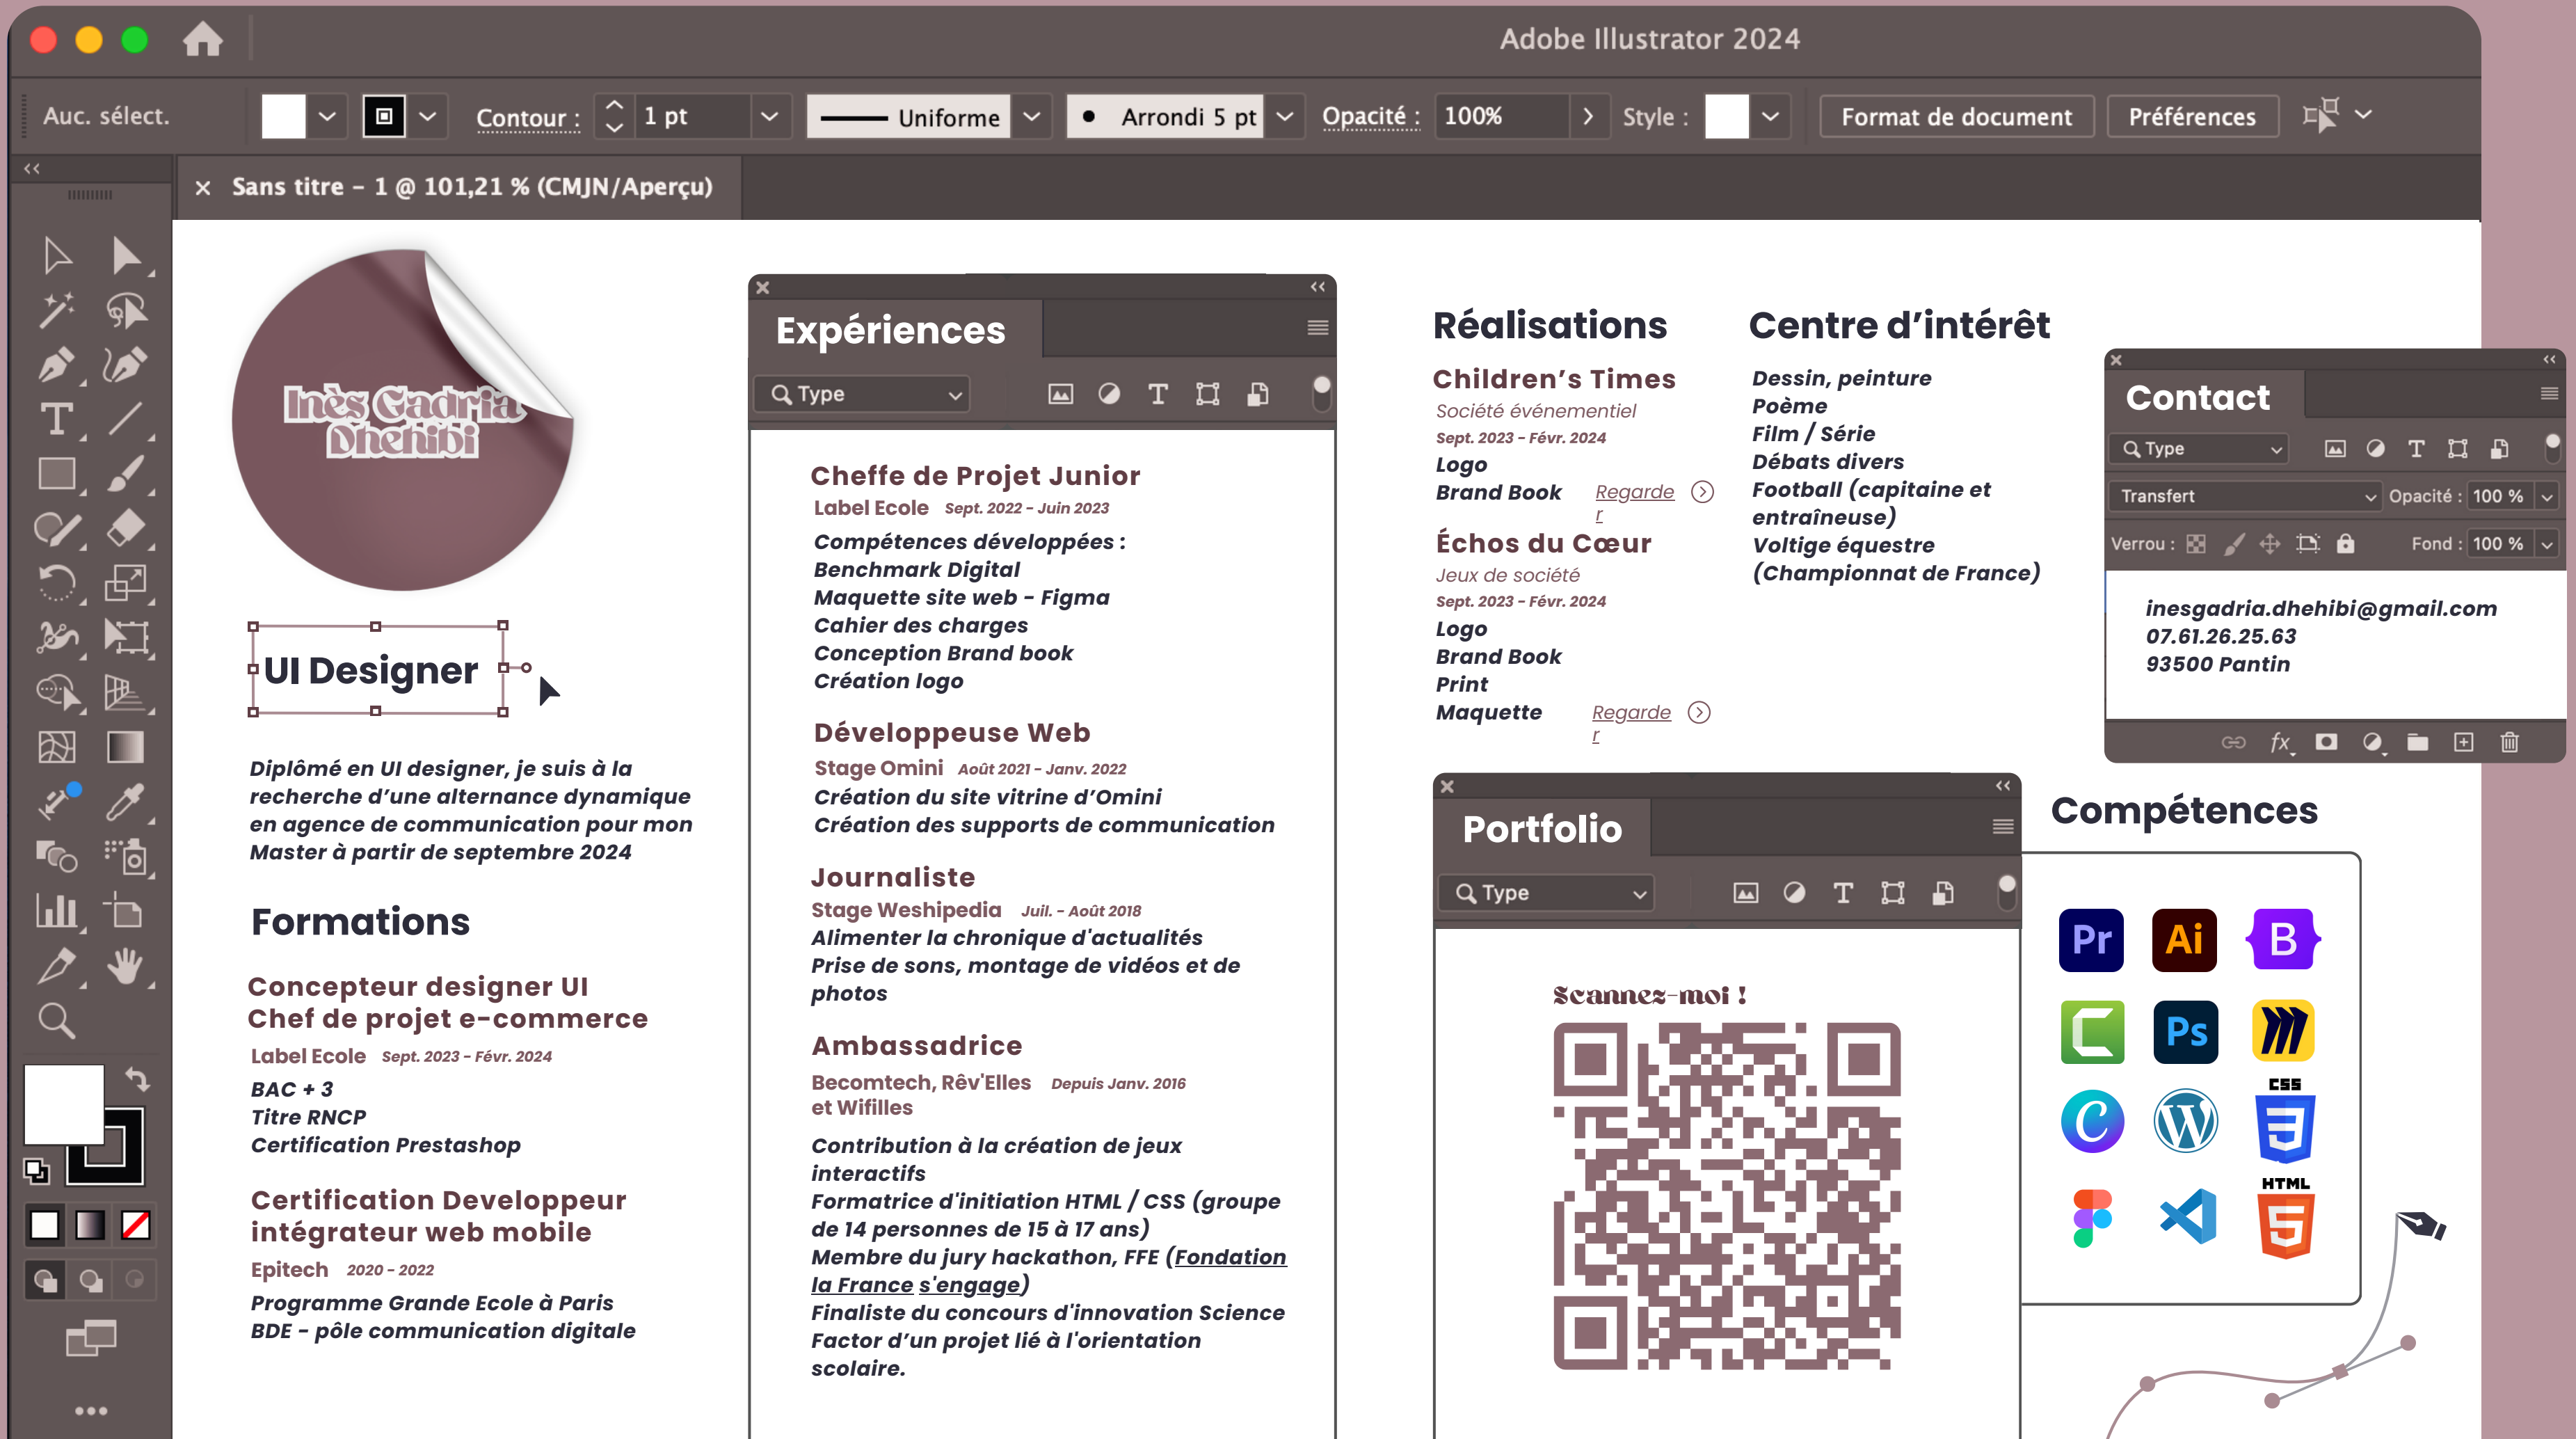 Adobe Illustrator 2024
Auc. sélect.
Contour :
1 pt
Uniforme
Arrondi 5 pt
Opacité :
100%
Style :
Format de document
Préférences
Sans titre - 1 @ 101,21 % (CMJN/Aperçu)
Inès Gadria
Dhehibi
UI Designer
Diplômé en UI designer, je suis à la
recherche d’une alternance dynamique
en agence de communication pour mon
Master à partir de septembre 2024
Formations
Concepteur designer UI
Chef de projet e-commerce
Label Ecole Sept. 2023 - Févr. 2024
BAC + 3
Titre RNCP
Certification Prestashop
Certification Developpeur
intégrateur web mobile
Epitech 2020 - 2022
Programme Grande Ecole à Paris
BDE - pôle communication digitale
Expériences
Type
Cheffe de Projet Junior
Label Ecole Sept. 2022 - Juin 2023
Compétences développées :
Benchmark Digital
Maquette site web - Figma
Cahier des charges
Conception Brand book
Création logo
Développeuse Web
Stage Omini Août 2021 - Janv. 2022
Création du site vitrine d’Omini
Création des supports de communication
Journaliste
Stage Weshipedia Juil. - Août 2018
Alimenter la chronique d'actualités
Prise de sons, montage de vidéos et de
photos
Ambassadrice
Becomtech, Rêv'Elles Depuis Janv. 2016
et Wifilles
Contribution à la création de jeux
interactifs
Formatrice d'initiation HTML / CSS (groupe
de 14 personnes de 15 à 17 ans)
Membre du jury hackathon, FFE (Fondation
la France s'engage)
Finaliste du concours d'innovation Science
Factor d’un projet lié à l'orientation
scolaire.
Réalisations
Children’s Times
Société événementiel
Sept. 2023 - Févr. 2024
Logo
Brand Book Regarde
r
Échos du Cœur
Jeux de société
Sept. 2023 - Févr. 2024
Logo
Brand Book
Print
Maquette Regarde
r
Centre d’intérêt
Dessin, peinture
Poème
Film / Série
Débats divers
Football (capitaine et
entraîneuse)
Voltige équestre
(Championnat de France)
Contact
Type
Transfert
Opacité : 100 %
Verrou :
Fond : 100 %
inesgadria.dhehibi@gmail.com
07.61.26.25.63
93500 Pantin
fx
Portfolio
Type
Scannez-moi !
Compétences
Pr Ai B
C Ps
C W CSS
3
HTML
5